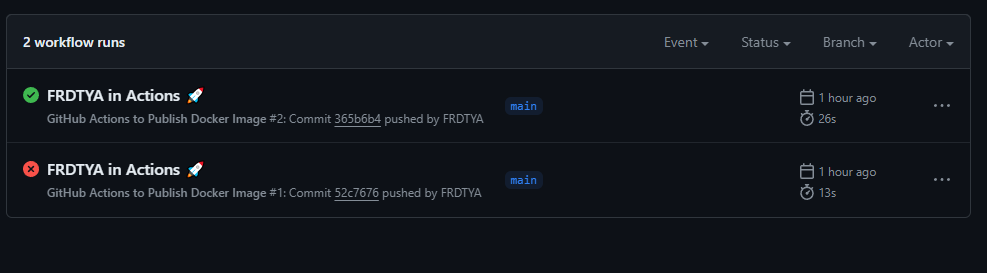 2 workflow runs
Event Status Branch Actor
FRDTYA in Actions 🚀
GitHub Actions to Publish Docker Image #2: Commit 365b6b4 pushed by FRDTYA
main
1 hour ago
26s
FRDTYA in Actions 🚀
GitHub Actions to Publish Docker Image #1: Commit 52c7676 pushed by FRDTYA
main
1 hour ago
13s